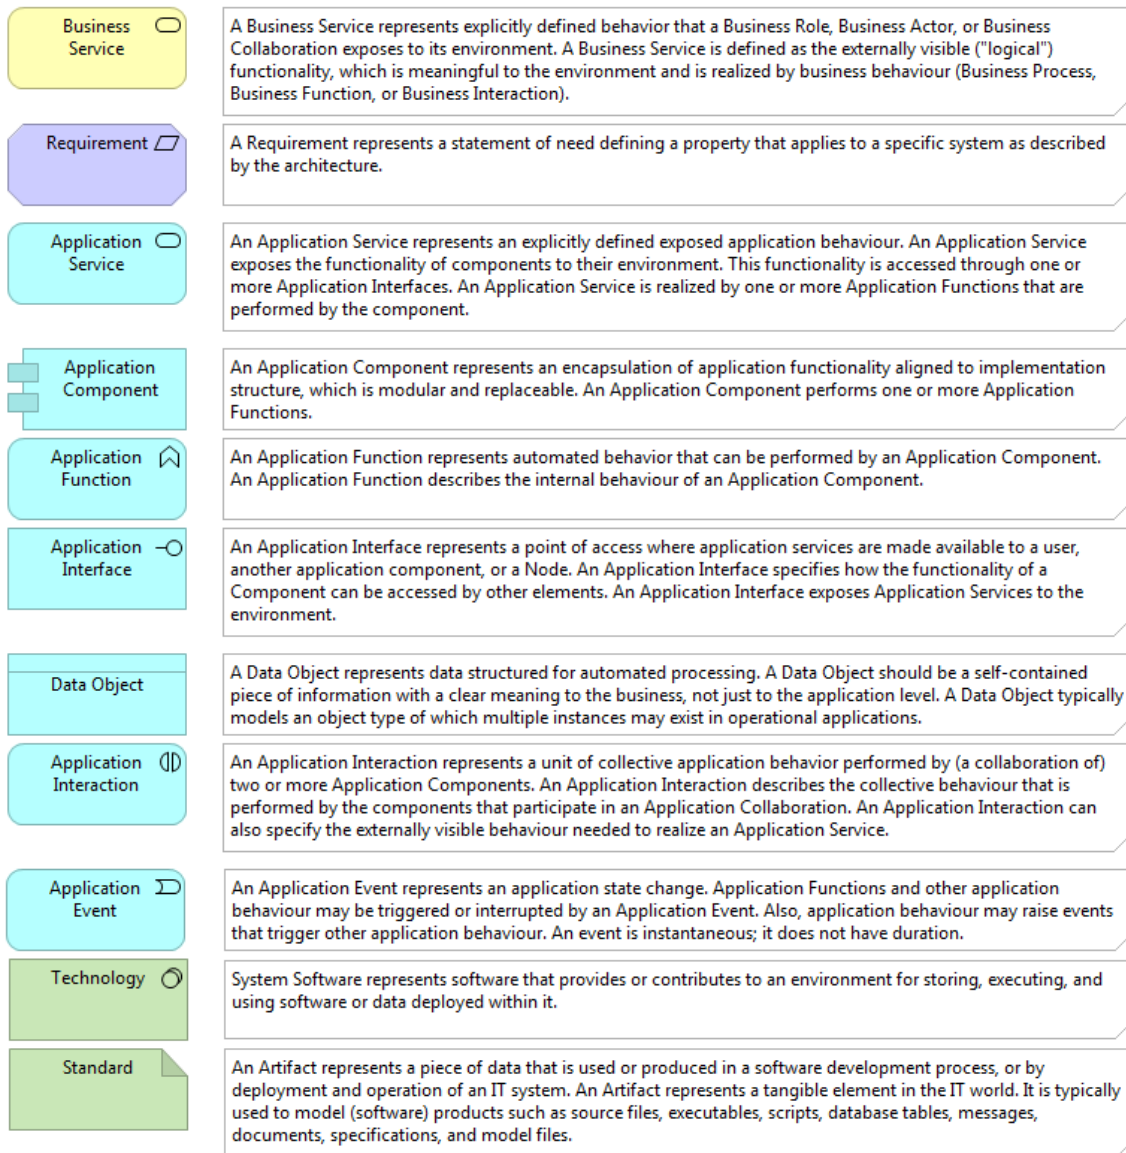 Business
Service
A Business Service represents explicitly defined behavior that a Business Role, Business Actor, or Business
Collaboration exposes to its environment. A Business Service is defined as the externally visible ("logical")
functionality, which is meaningful to the environment and is realized by business behaviour (Business Process,
Business Function, or Business Interaction).
Requirement
A Requirement represents a statement of need defining a property that applies to a specific system as described
by the architecture.
Application
Service
An Application Service represents an explicitly defined exposed application behaviour. An Application Service
exposes the functionality of components to their environment. This functionality is accessed through one or
more Application Interfaces. An Application Service is realized by one or more Application Functions that are
performed by the component.
Application
Component
An Application Component represents an encapsulation of application functionality aligned to implementation
structure, which is modular and replaceable. An Application Component performs one or more Application
Functions.
Application
Function
An Application Function represents automated behavior that can be performed by an Application Component.
An Application Function describes the internal behaviour of an Application Component.
Application
Interface
An Application Interface represents a point of access where application services are made available to a user,
another application component, or a Node. An Application Interface specifies how the functionality of a
Component can be accessed by other elements. An Application Interface exposes Application Services to the
environment.
Data Object
A Data Object represents data structured for automated processing. A Data Object should be a self-contained
piece of information with a clear meaning to the business, not just to the application level. A Data Object typically
models an object type of which multiple instances may exist in operational applications.
Application
Interaction
An Application Interaction represents a unit of collective application behavior performed by (a collaboration of)
two or more Application Components. An Application Interaction describes the collective behaviour that is
performed by the components that participate in an Application Collaboration. An Application Interaction can
also specify the externally visible behaviour needed to realize an Application Service.
Application
Event
An Application Event represents an application state change. Application Functions and other application
behaviour may be triggered or interrupted by an Application Event. Also, application behaviour may raise events
that trigger other application behaviour. An event is instantaneous; it does not have duration.
Technology
System Software represents software that provides or contributes to an environment for storing, executing, and
using software or data deployed within it.
Standard
An Artifact represents a piece of data that is used or produced in a software development process, or by
deployment and operation of an IT system. An Artifact represents a tangible element in the IT world. It is typically
used to model (software) products such as source files, executables, scripts, database tables, messages,
documents, specifications, and model files.